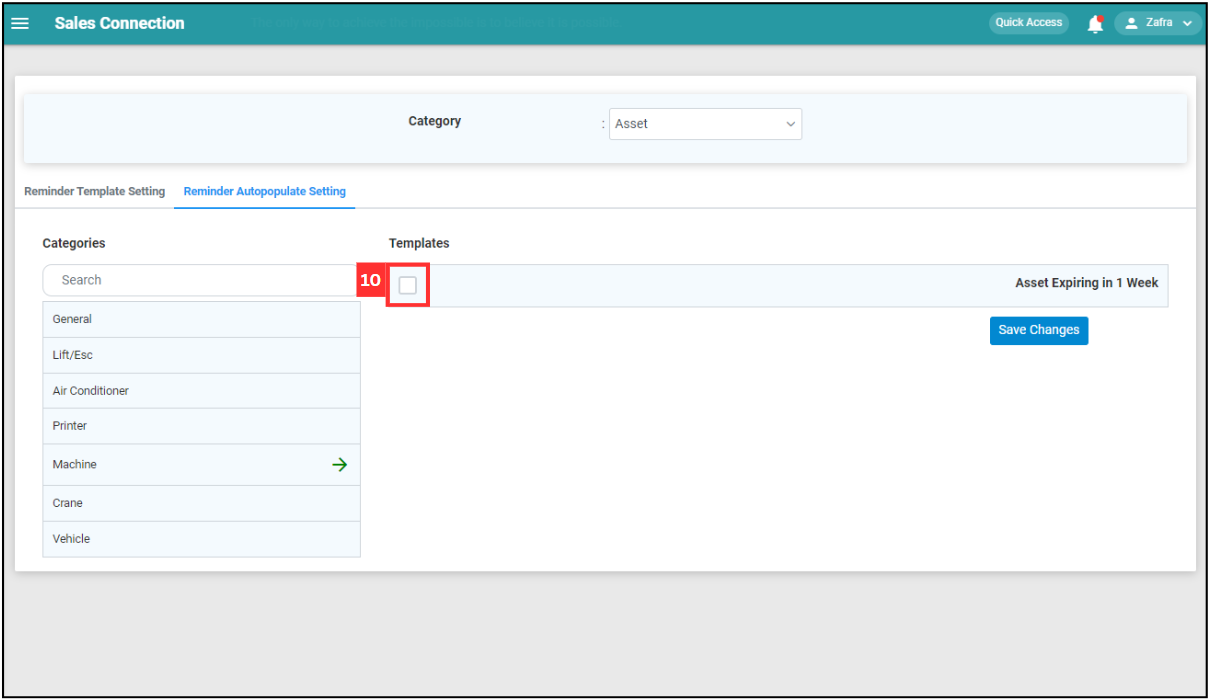 Sales Connection
Quick Access
Zafra
Category : Asset
Reminder Template Setting Reminder Autopopulate Setting
Categories
Templates
Search
10
Asset Expiring in 1 Week
Save Changes
General
Lift/Esc
Air Conditioner
Printer
Machine
Crane
Vehicle